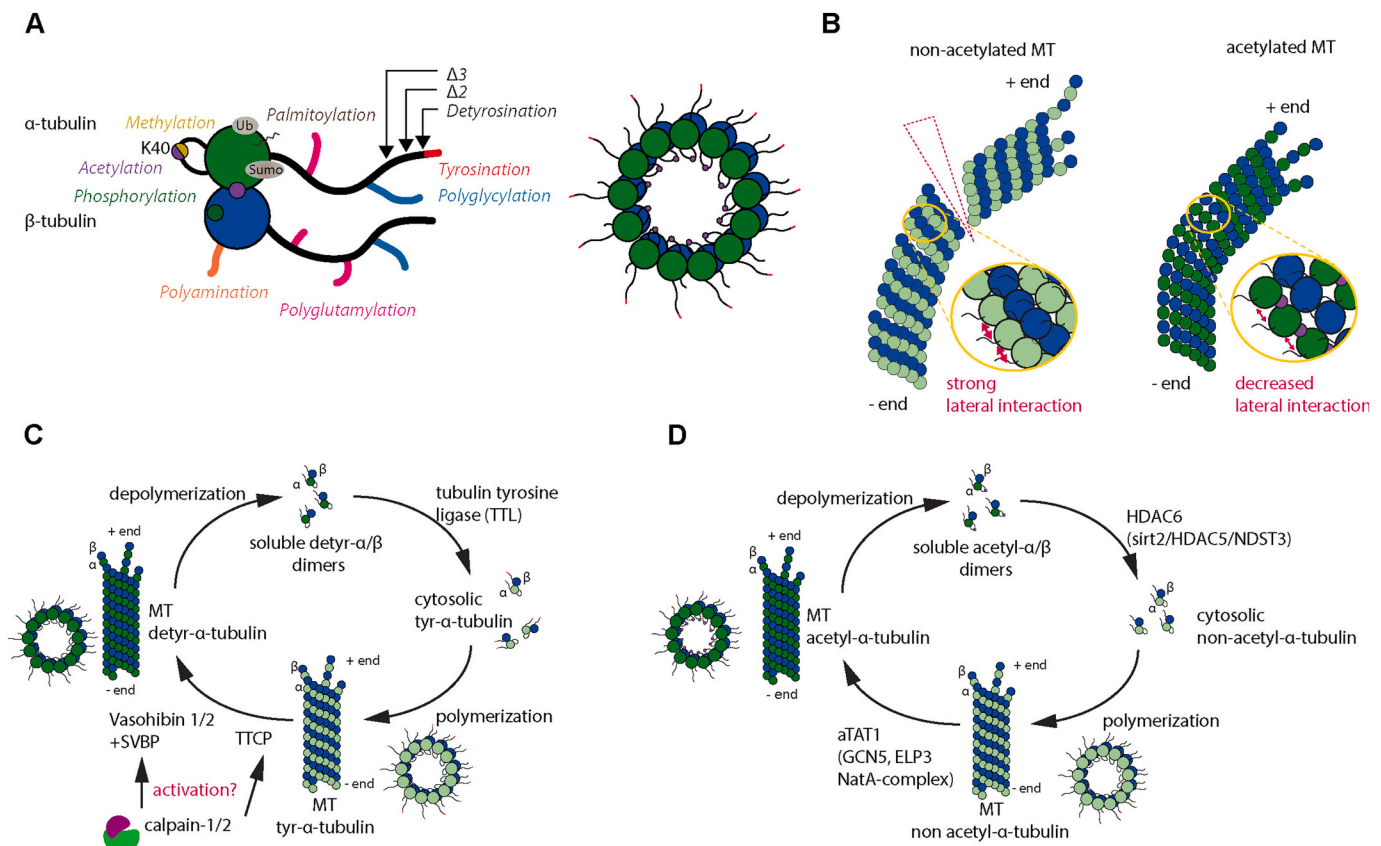 A
α-tubulin
Methylation
Ub
Palmitoylation
Δ3
Δ2
Detyrosination
K40
Acetylation
Sumo
Tyrosination
Phosphorylation
Polyglycylation
β-tubulin
Polyamination
Polyglutamylation
B
non-acetylated MT
+ end
- end
strong
lateral interaction
acetylated MT
+ end
- end
decreased
lateral interaction
C
depolymerization
α
β
soluble detyr-α/β
dimers
tubulin tyrosine
ligase (TTL)
β
α
cytosolic
tyr-α-tubulin
+ end
β
α
MT
detyr-α-tubulin
- end
Vasohibin 1/2
+SVBP
TTCP
activation?
calpain-1/2
β
α
+ end
polymerization
- end
MT
tyr-α-tubulin
D
depolymerization
α
β
soluble acetyl-α/β
dimers
HDAC6
(sirt2/HDAC5/NDST3)
β
α
cytosolic
non-acetyl-α-tubulin
+ end
β
α
MT
acetyl-α-tubulin
- end
aTAT1
(GCN5, ELP3
NatA-complex)
β
α
+ end
polymerization
- end
MT
non acetyl-α-tubulin